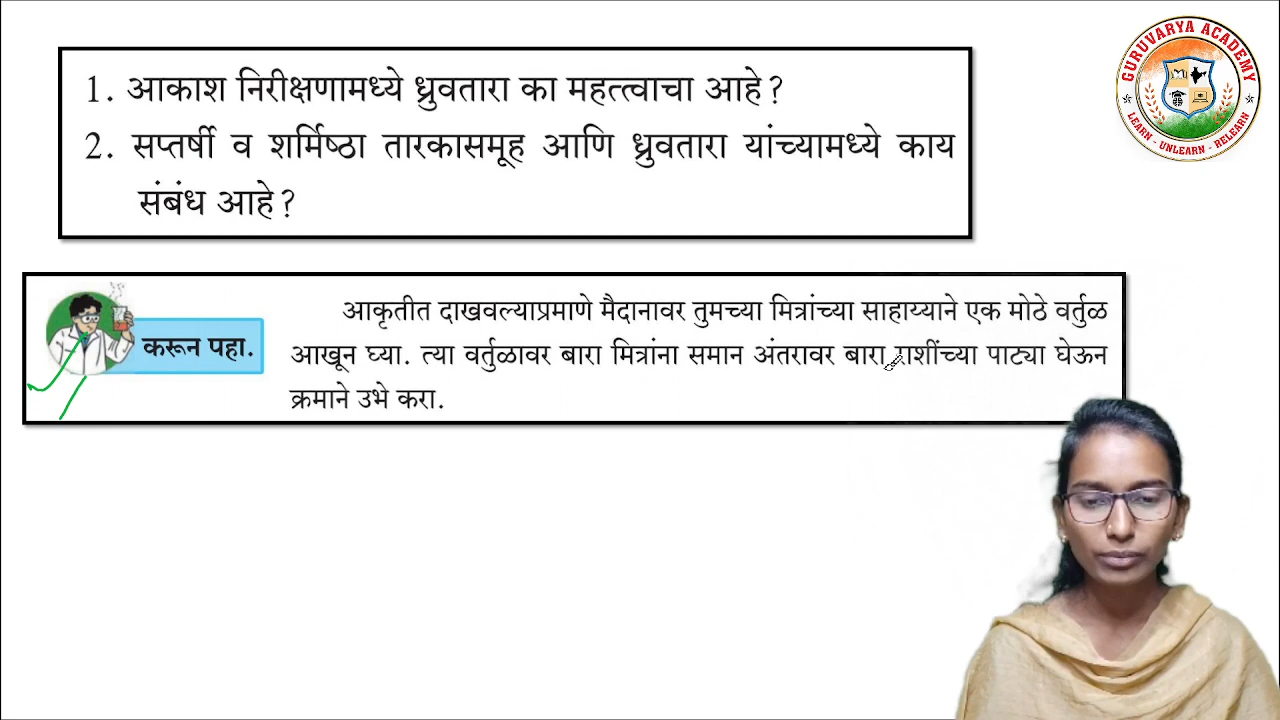 1. आकाश निरीक्षणामध्ये ध्रुवतारा का महत्त्वाचा आहे?
2. सप्तर्षी व शर्मिष्ठा तारकासमूह आणि ध्रुवतारा यांच्यामध्ये काय
संबंध आहे?
GURUVARYA ACADEMY
LEARN - UNLEARN - RELEARN
करून पहा.
आकृतीत दाखवल्याप्रमाणे मैदानावर तुमच्या मित्रांच्या साहाय्याने एक मोठे वर्तुळ
आखून घ्या. त्या वर्तुळावर बारा मित्रांना समान अंतरावर बारा राशींच्या पाट्या घेऊन
क्रमाने उभे करा.